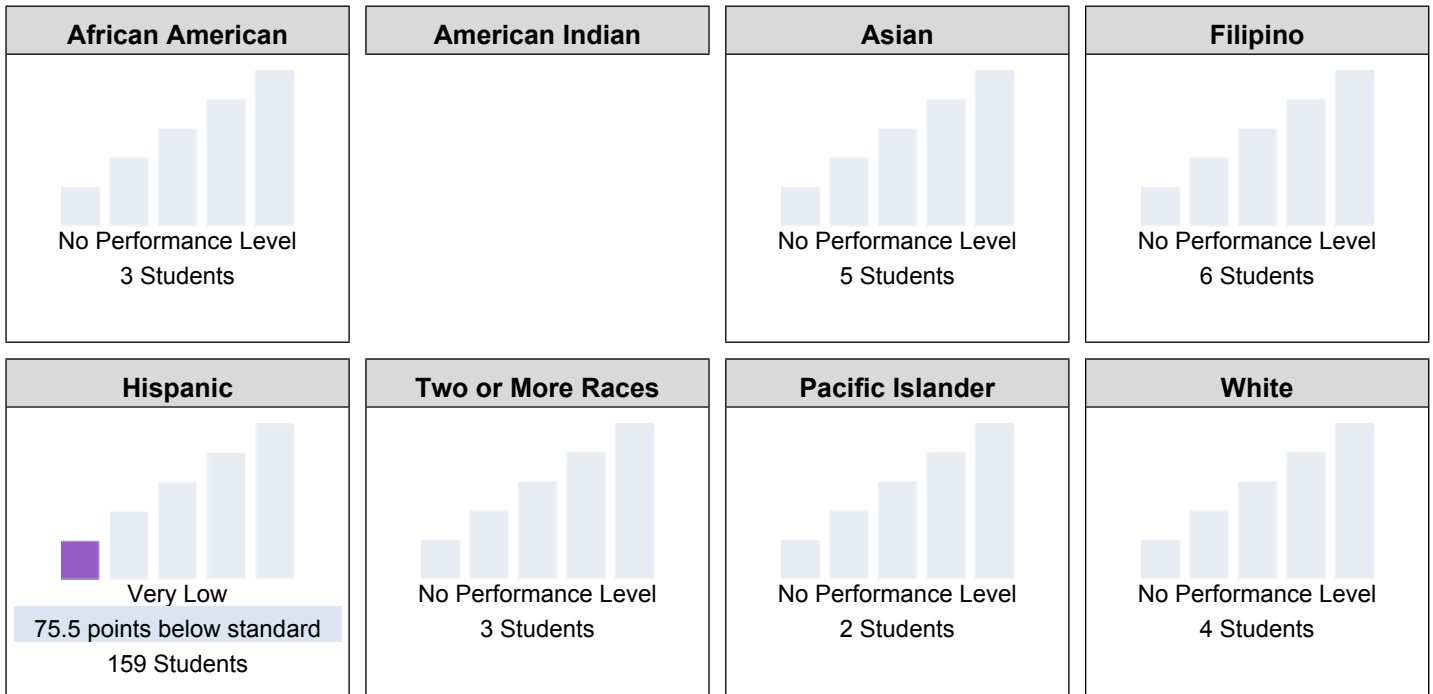 African American
No Performance Level
3 Students
American Indian
Asian
No Performance Level
5 Students
Filipino
No Performance Level
6 Students
Hispanic
Very Low
75.5 points below standard
159 Students
Two or More Races
No Performance Level
3 Students
Pacific Islander
No Performance Level
2 Students
White
No Performance Level
4 Students